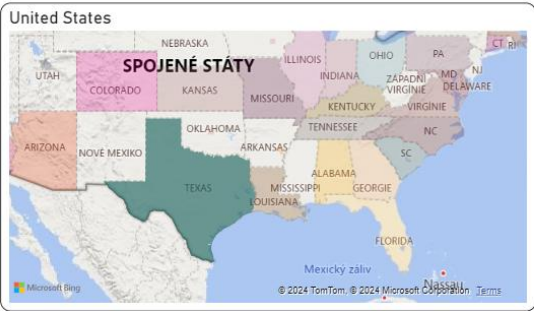 United States
NEBRASKA
SPOJENÉ STÁTY
ILLINOIS
OHIO
PA
CT
RI
UTAH
COLORADO
KANSAS
MISSOURI
INDIANA
ZÁPADNÍ
VIRGINIE
MD
NJ
DELAWARE
KENTUCKY
VIRGINIE
ARIZONA
NOVÉ MEXIKO
OKLAHOMA
ARKANSAS
TENNESSEE
NC
SC
TEXAS
LOUISIANA
MISSISSIPPI
ALABAMA
GEORGIE
FLORIDA
Mexický záliv
Nassau
Microsoft Bing
© 2024 TomTom, © 2024 Microsoft Corporation Terms